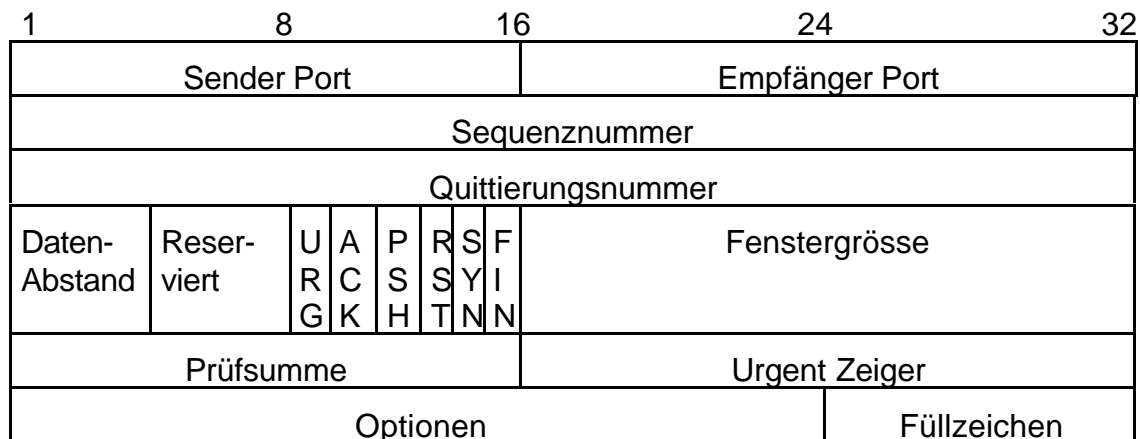 1 8 16 24 32
Sender Port Empfänger Port
Sequenznummer
Quittierungsnummer
Daten- Reser- U A P R S F Fenstergrösse
Abstand viert R C S S Y I
G K H T N N
Prüfsumme Urgent Zeiger
Optionen Füllzeichen